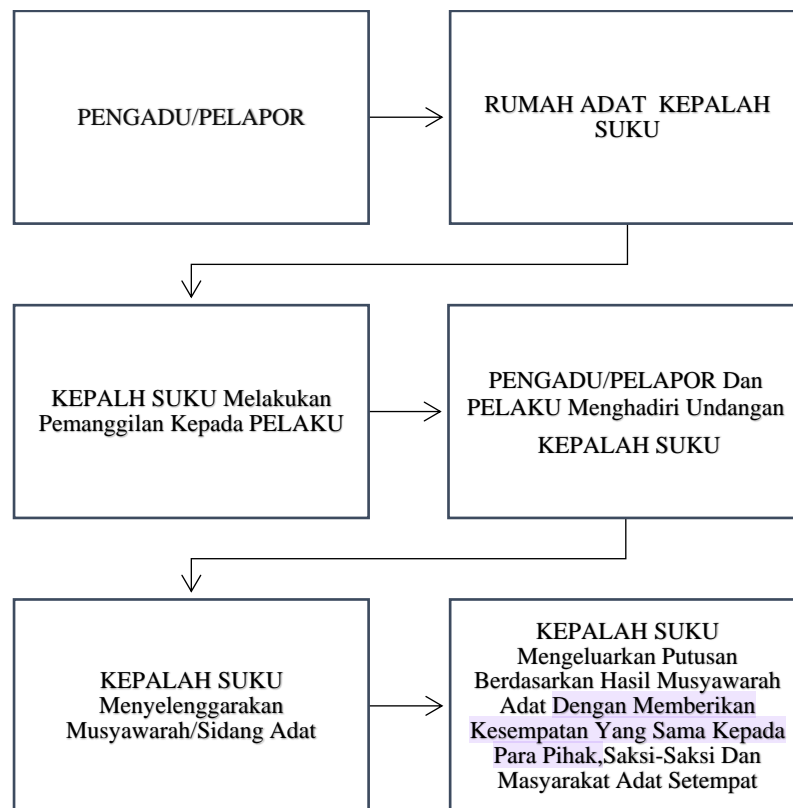 PENGADU/PELAPOR
RUMAH ADAT KEPALAH
SUKU
KEPALH SUKU Melakukan
Pemanggilan Kepada PELAKU
PENGADU/PELAPOR Dan
PELAKU Menghadiri Undangan
KEPALAH SUKU
KEPALAH SUKU
Menyelenggarakan
Musyawarah/Sidang Adat
KEPALAH SUKU
Mengeluarkan Putusan
Berdasarkan Hasil Musyawarah
Adat Dengan Memberikan
Kesempatan Yang Sama Kepada
Para Pihak,Saksi-Saksi Dan
Masyarakat Adat Setempat